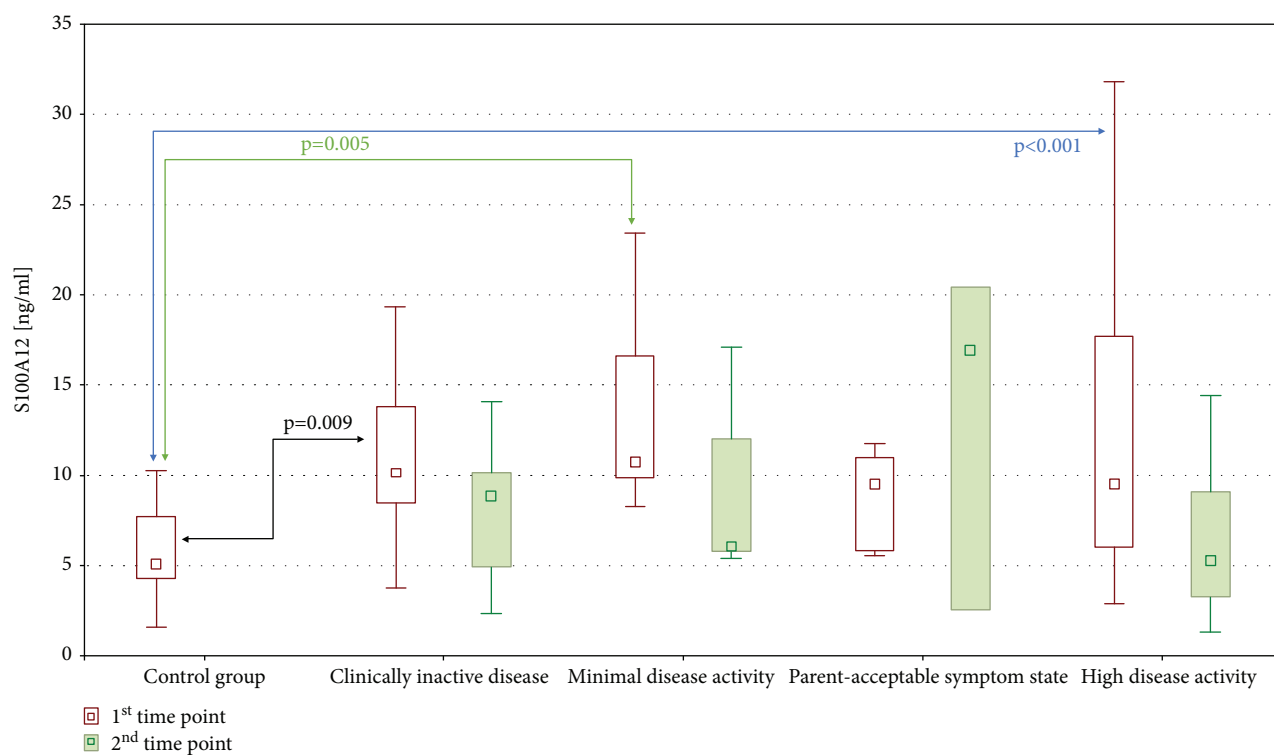 35
30
25
20
15
10
5
0
S100A12 [ng/ml]
p=0.005
p<0.001
p=0.009
Control group
Clinically inactive disease
Minimal disease activity
Parent-acceptable symptom state
High disease activity
1st time point
2nd time point